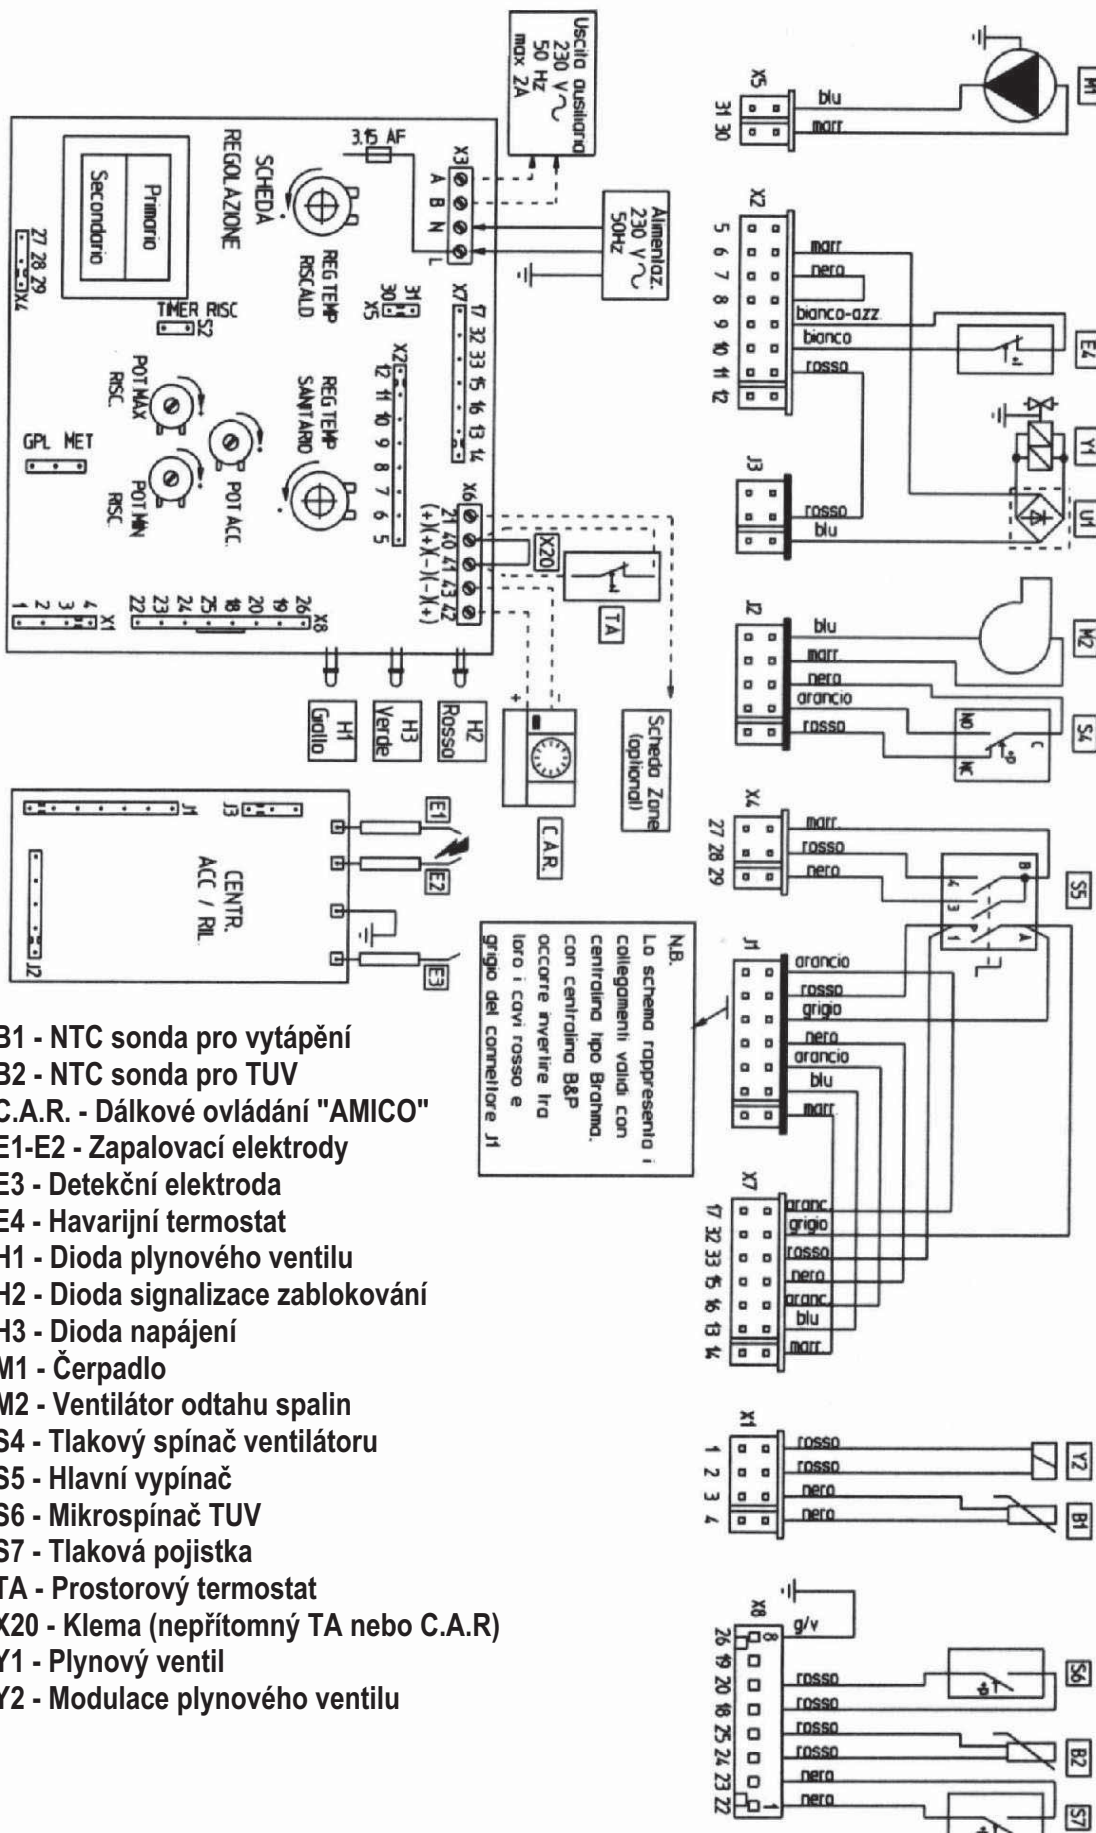 Uscita ausiliaria
230 V
50 Hz
max 2A
Alimentaz.
230 V
50Hz
3.15 AF
X3
A B N L
SCHEDA
REGOLAZIONE
Primario
Secondario
27 28 29
X4
REG TEMP
RISCALD.
TIMER RISC
S2
31
30
X5
X7
17 32 33 15 16 13 14
X2
12 11 10 9 8 7 6 5
REG TEMP
SANITARIO
POT MAX
RISC.
POT ACC.
POT MIN
RISC.
GPL MET
X6
21 40 41 43 42
(+)(+)(-)(-)(+)
X20
TA
Scheda Zone
(optional)
+ -
C.A.R.
1 2 3 4
X1
22 23 24 25 18 20 19 26
X8
H1
Giallo
H3
Verde
H2
Rosso
J1
J3
J2
CENTR.
ACC / RIL.
E1
E2
E3
N.B.
Lo schema rappresenta i
collegamenti validi con
centralina tipo Brahma.
con centralina B&P
occorre invertire tra
loro i cavi rosso e
grigio del connettore J1
M1
X5
31 30
blu
marr.
X2
5 6 7 8 9 10 11 12
marr
nero
bianco-azz
bianco
rosso
E4
Y1
U1
J3
rosso
blu
J2
blu
marr.
nero
arancio
rosso
M2
S4
NO
C
NC
P
X4
27 28 29
marr.
rosso
nero
S5
B
4
3
1
A
J1
arancio
rosso
grigio
nero
arancio
blu
marr.
X7
17 32 33 15 16 13 14
aranc.
grigio
rosso
nero
aranc.
blu
marr.
X1
1 2 3 4
rosso
rosso
nero
nero
Y2
B1
X8
26 19 20 18 25 24 23 22
8
1
g/v
rosso
rosso
rosso
rosso
nero
nero
S6
P
B2
S7
B1 - NTC sonda pro vytápění
B2 - NTC sonda pro TUV
C.A.R. - Dálkové ovládání "AMICO"
E1-E2 - Zapalovací elektrody
E3 - Detekční elektroda
E4 - Havarijní termostat
H1 - Dioda plynového ventilu
H2 - Dioda signalizace zablokování
H3 - Dioda napájení
M1 - Čerpadlo
M2 - Ventilátor odtahu spalin
S4 - Tlakový spínač ventilátoru
S5 - Hlavní vypínač
S6 - Mikrospínač TUV
S7 - Tlaková pojistka
TA - Prostorový termostat
X20 - Klema (nepřítomný TA nebo C.A.R)
Y1 - Plynový ventil
Y2 - Modulace plynového ventilu